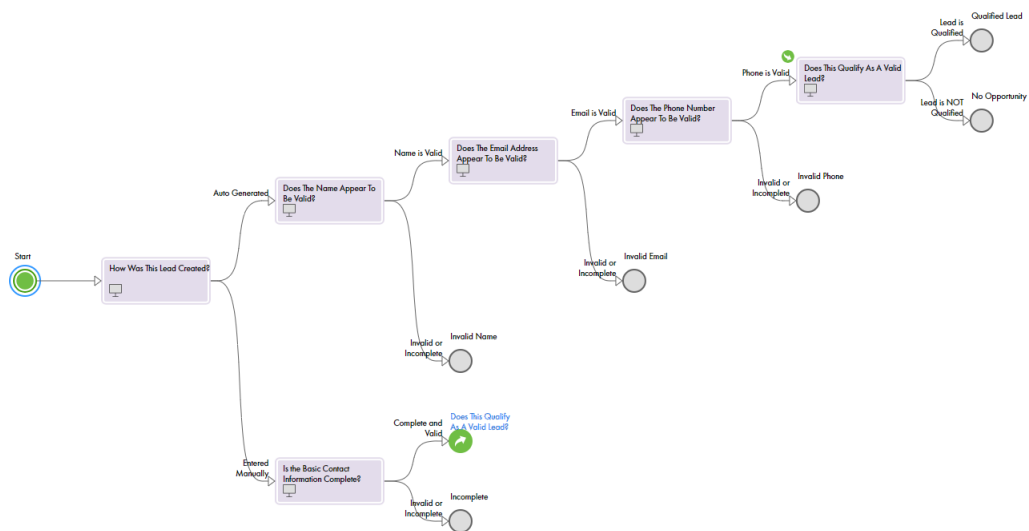 Lead is
Qualified
Qualified Lead
Does This Qualify As A Valid
Lead?
Phone is Valid
Lead is NOT
Qualified
No Opportunity
Does The Phone Number
Appear To Be Valid?
Email is Valid
Does The Email Address
Appear To Be Valid?
Name is Valid
Invalid or
Incomplete
Invalid Phone
Does The Name Appear To
Be Valid?
Auto Generated
Invalid or
Incomplete
Invalid Email
Start
How Was This Lead Created?
Invalid or
Incomplete
Invalid Name
Complete and
Valid
Does This Qualify
As A Valid Lead?
Entered
Manually
Is the Basic Contact
Information Complete?
Invalid or
Incomplete
Incomplete